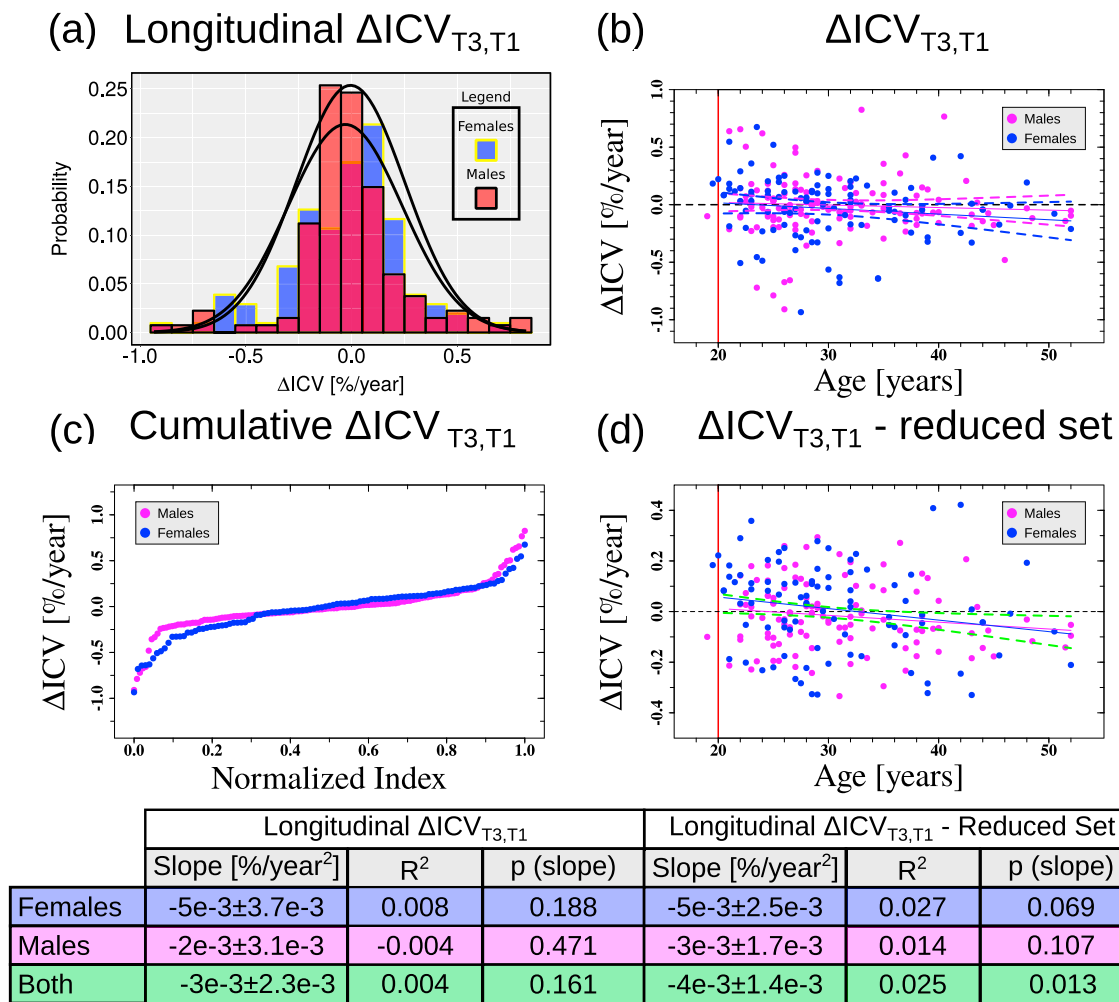 (a) Longitudinal ΔICV T3,T1
(b) ΔICV T3,T1
0.25
0.20
0.15
0.10
0.05
0.00
Probability
-1.0
-0.5
0.0
0.5
ΔICV [%/year]
Legend
Females
Males
1.0
0.5
0.0
-0.5
-1.0
ΔICV [%/year]
Males
Females
20
30
40
50
Age [years]
(c) Cumulative ΔICV T3,T1
(d) ΔICV T3,T1 - reduced set
1.0
0.5
0.0
-0.5
-1.0
ΔICV [%/year]
Males
Females
0.0
0.2
0.4
0.6
0.8
1.0
Normalized Index
0.4
0.2
0.0
-0.2
-0.4
ΔICV [%/year]
Males
Females
20
30
40
50
Age [years]
Longitudinal ΔICV T3,T1 Longitudinal ΔICV T3,T1 - Reduced Set
Slope [%/year²] R² p (slope) Slope [%/year²] R² p (slope)
Females -5e-3±3.7e-3 0.008 0.188 -5e-3±2.5e-3 0.027 0.069
Males -2e-3±3.1e-3 -0.004 0.471 -3e-3±1.7e-3 0.014 0.107
Both -3e-3±2.3e-3 0.004 0.161 -4e-3±1.4e-3 0.025 0.013